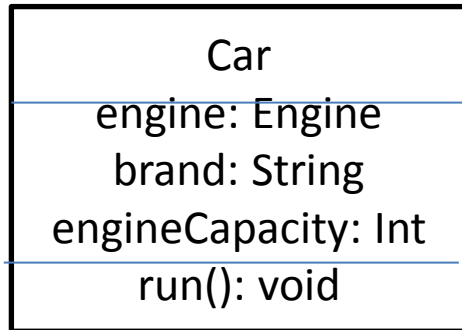 Car
engine: Engine
brand: String
engineCapacity: Int
run(): void